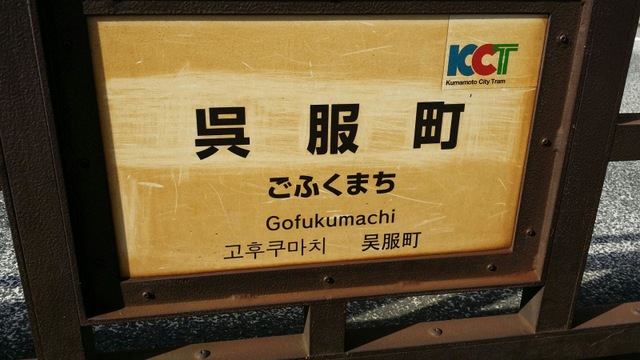 KCT
Kumamoto City Tram
呉服町
ごふくまち
Gofukumachi
고후쿠마치 吴服町